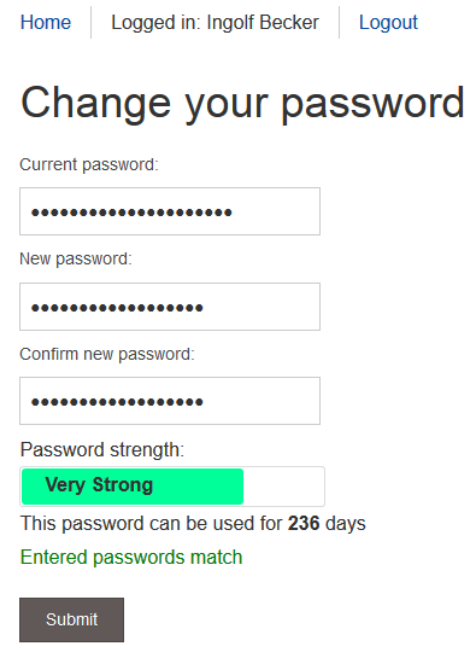 Home Logged in: Ingolf Becker Logout
Change your password
Current password:
•••••••••••••••••••••
New password:
••••••••••••••••••
Confirm new password:
••••••••••••••••••
Password strength:
Very Strong
This password can be used for 236 days
Entered passwords match
Submit